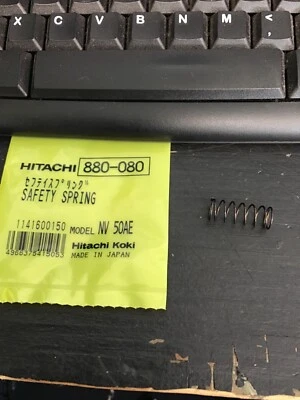 X C V B N M <
,
HITACHI 880-080
ｾﾌﾃｲｽﾌﾟﾘﾝｸﾞ
SAFETY SPRING
1141600150 MODEL NV 50AE
Hitachi Koki
MADE IN JAPAN